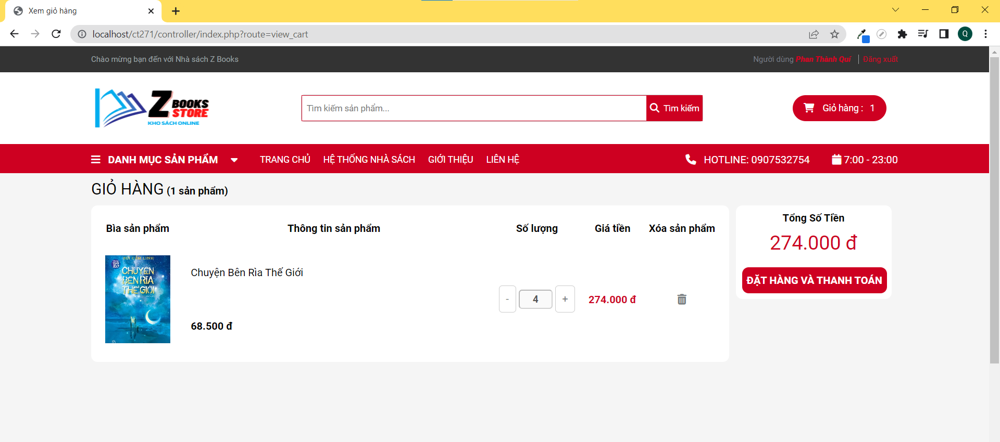 Xem giỏ hàng
localhost/ct271/controller/index.php?route=view_cart
Q
Chào mừng bạn đến với Nhà sách Z Books
Người dùng Phan Thành Quí | Đăng xuất
Z BOOKS STORE
KHO SÁCH ONLINE
Tìm kiếm sản phẩm...
Tìm kiếm
Giỏ hàng : 1
DANH MỤC SẢN PHẨM
TRANG CHỦ HỆ THỐNG NHÀ SÁCH GIỚI THIỆU LIÊN HỆ
HOTLINE: 0907532754
7:00 - 23:00
GIỎ HÀNG (1 sản phẩm)
Bìa sản phẩm Thông tin sản phẩm Số lượng Giá tiền Xóa sản phẩm
BÙI CẨM LINH
TUỔI
20
CHUYỆN
BÊN RÌA
THẾ GIỚI
Chuyện Bên Rìa Thế Giới
- 4 + 274.000 đ
68.500 đ
Tổng Số Tiền
274.000 đ
ĐẶT HÀNG VÀ THANH TOÁN